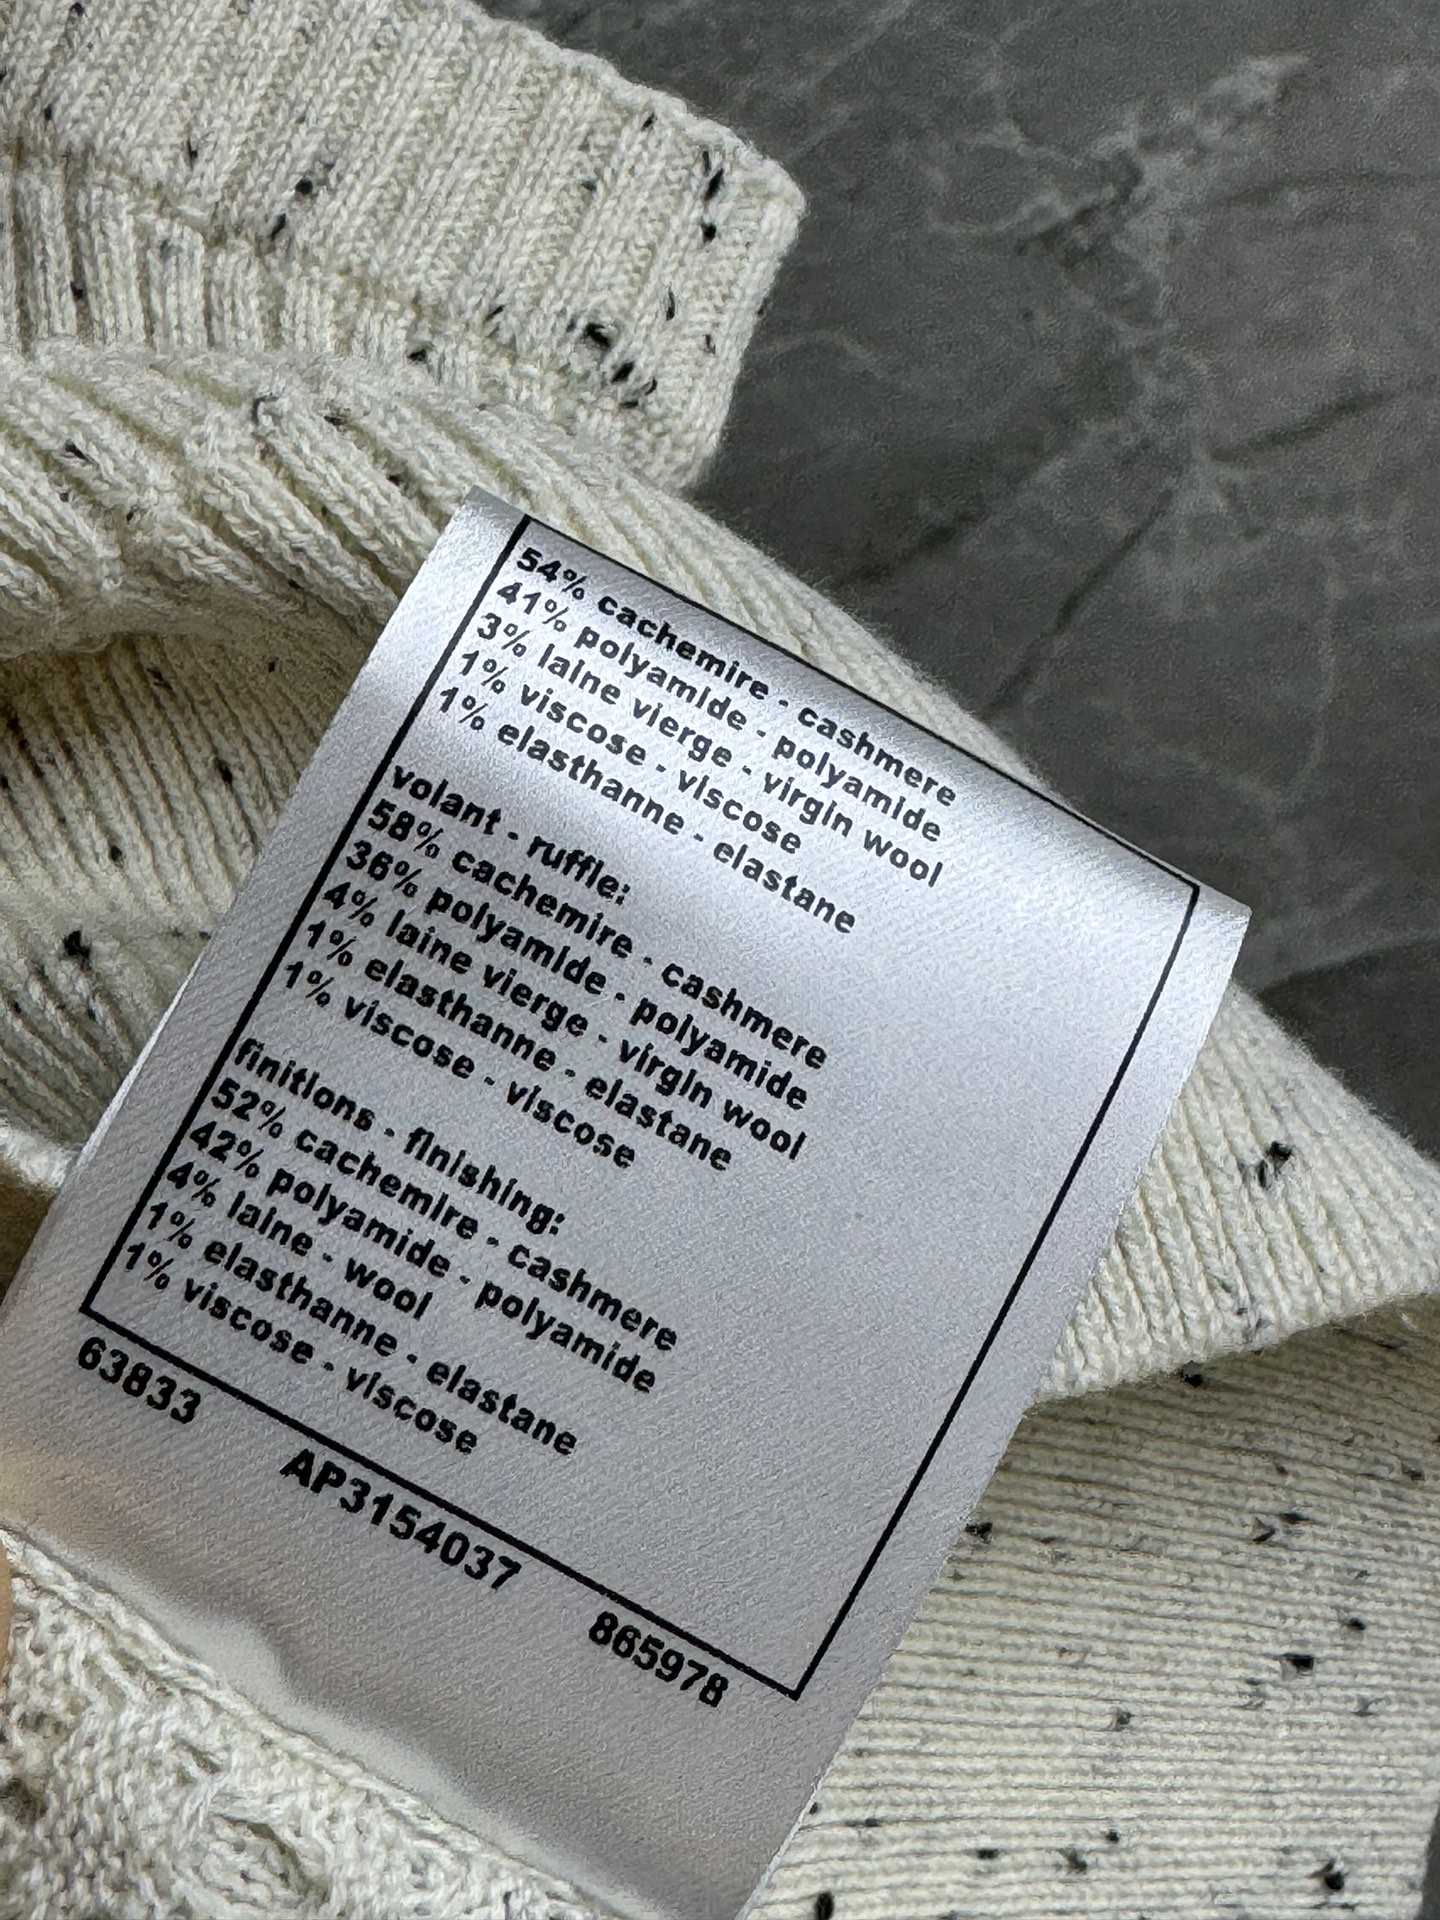 54% cachemire - cashmere
41% polyamide - polyamide
3% laine vierge - virgin wool
1% viscose - viscose
1% elasthanne - elastane
volant - ruffle:
58% cachemire - cashmere
36% polyamide - polyamide
4% laine vierge - virgin wool
1% elasthanne - elastane
1% viscose - viscose
finitions - finishing:
52% cachemire - cashmere
42% polyamide - polyamide
4% laine - wool
1% elasthanne - elastane
1% viscose - viscose
63833 AP3154037 865978